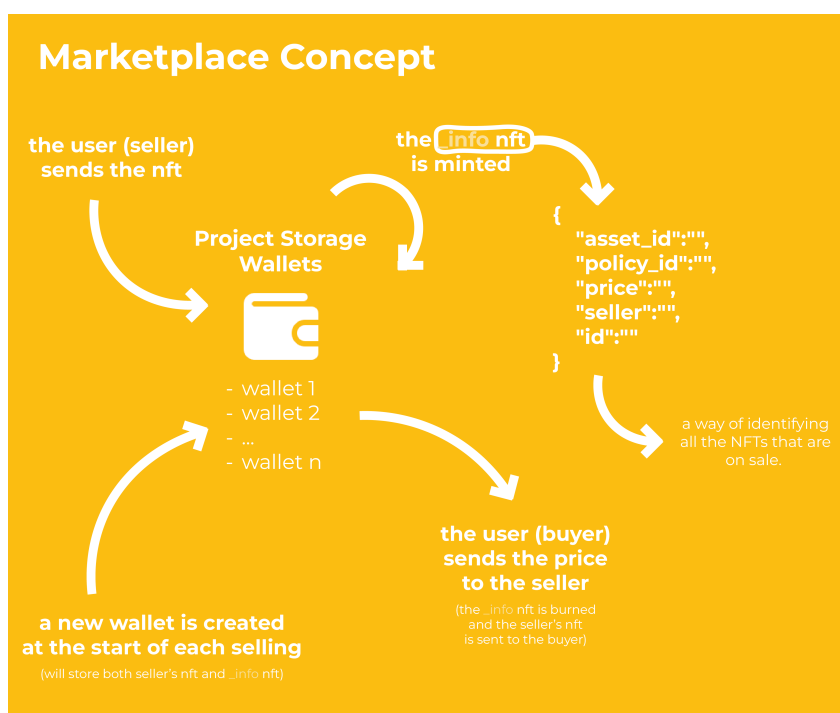 Marketplace Concept
the user (seller)
sends the nft
the _info nft
is minted
{
"asset_id":"",
"policy_id":"",
"price":"",
"seller":"",
"id":""
}
Project Storage
Wallets
- wallet 1
- wallet 2
- ...
- wallet n
a way of identifying
all the NFTs that are
on sale.
the user (buyer)
sends the price
to the seller
(the _info nft is burned
and the seller's nft
is sent to the buyer)
a new wallet is created
at the start of each selling
(will store both seller's nft and _info nft)